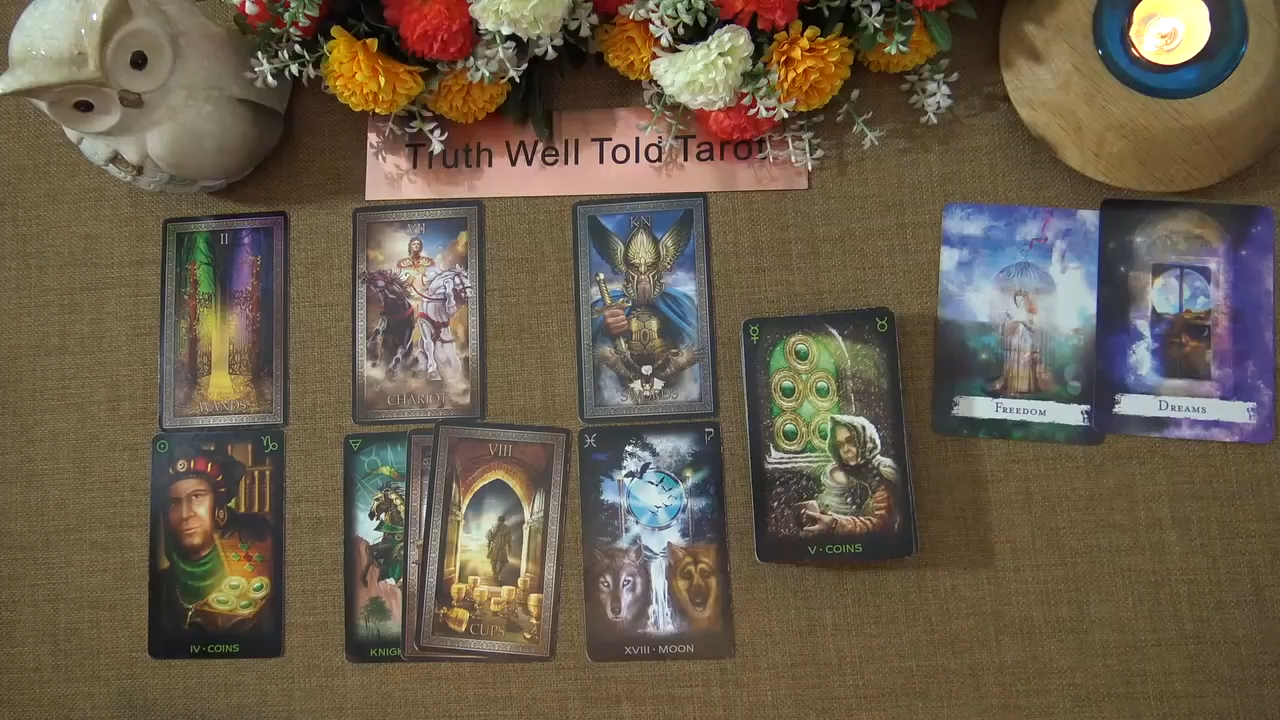 Truth Well Told Tarot
II
WANDS
VII
CHARIOT
KN
SWORDS
FREEDOM
DREAMS
V · COINS
IV · COINS
KNIGH
VIII
CUPS
XVIII · MOON